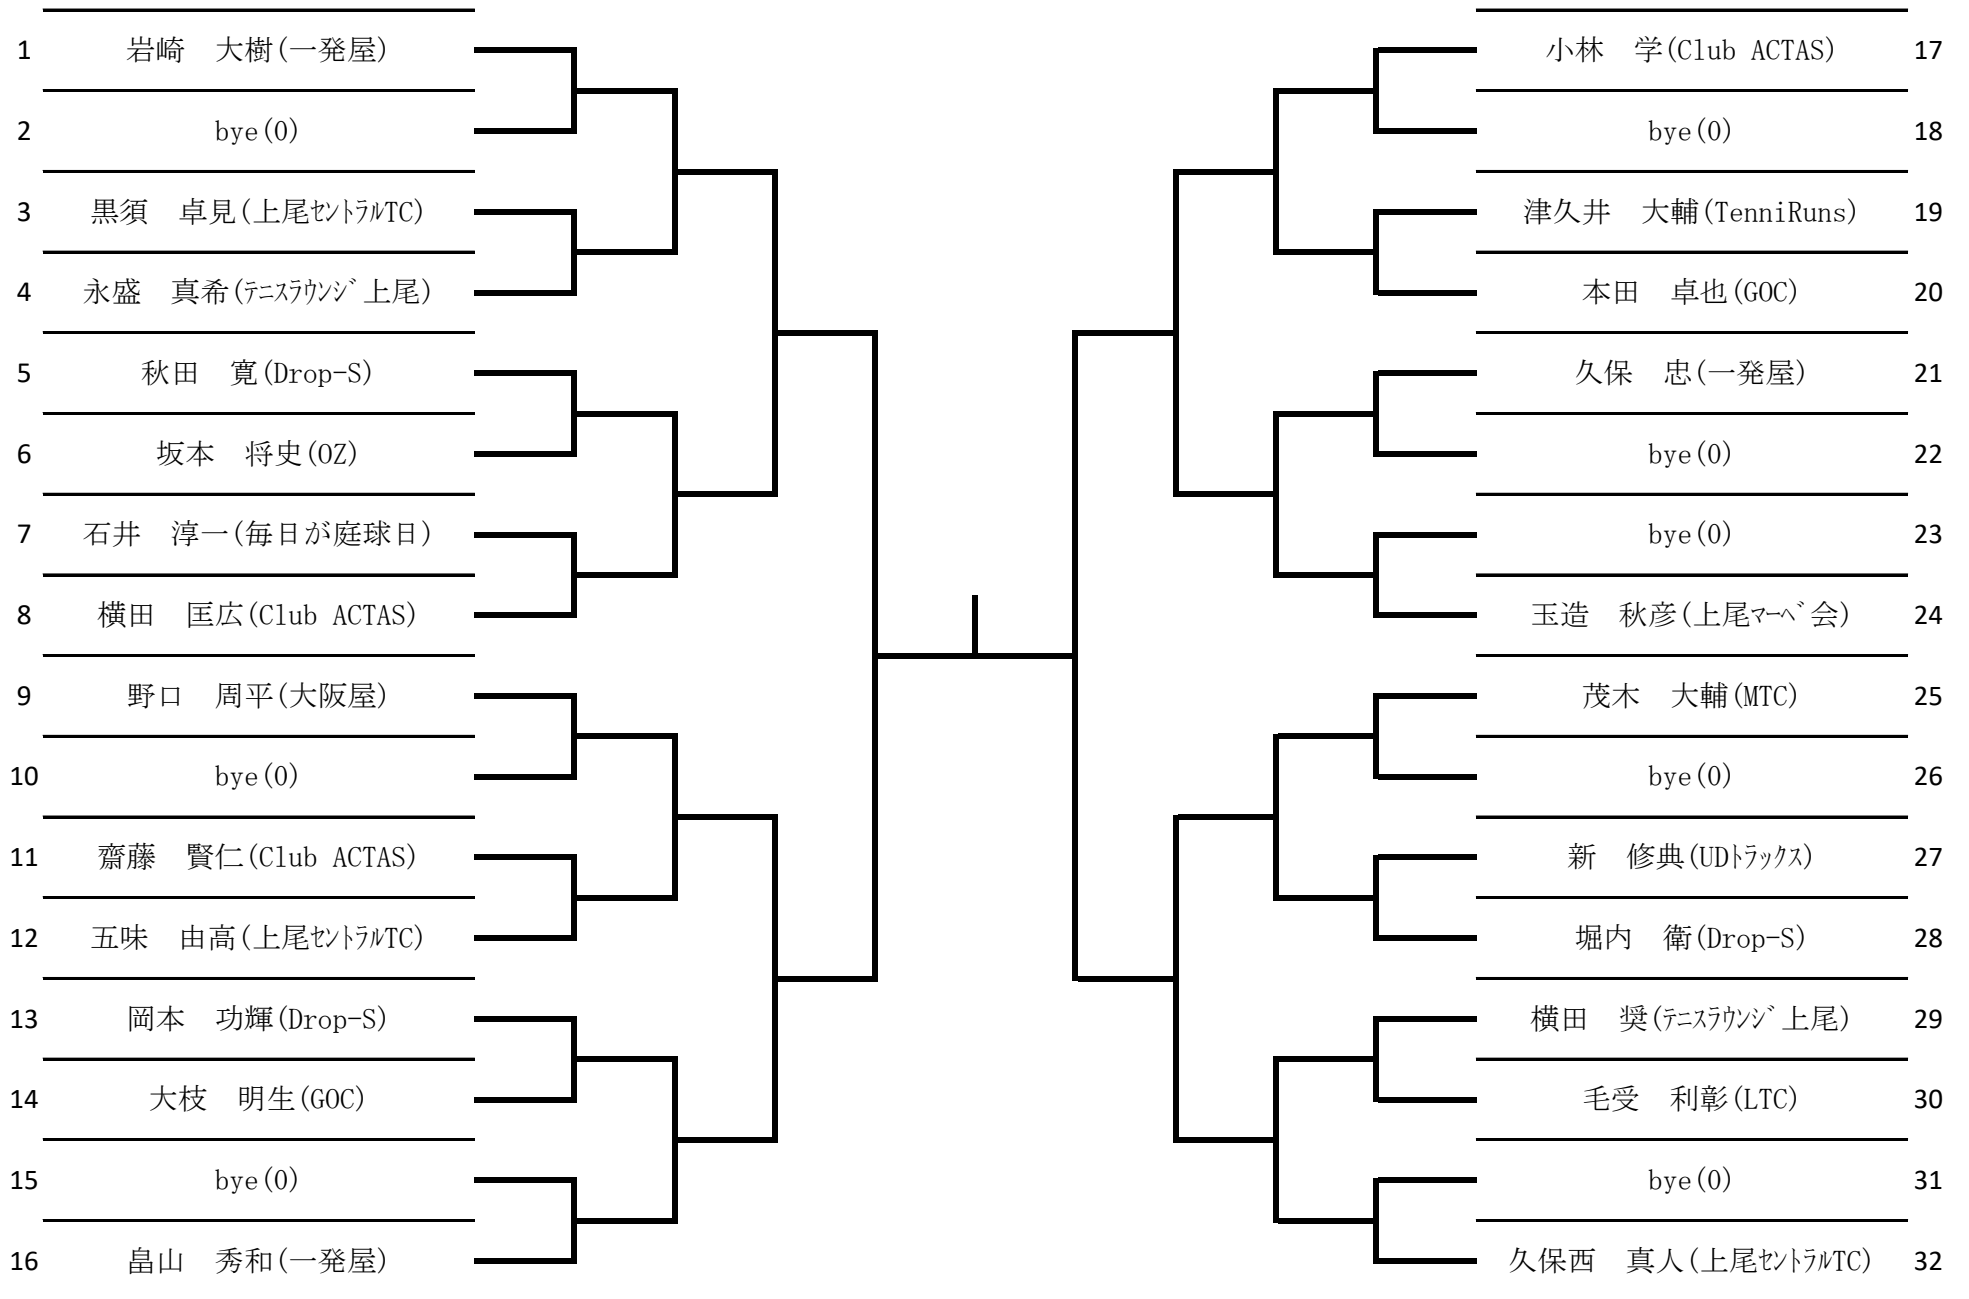 1 岩崎　大樹(一発屋)
2 bye(0)
3 黒須　卓見(上尾ｾﾝﾄﾗﾙTC)
4 永盛　真希(ﾃﾆｽﾗｳﾝｼﾞ上尾)
5 秋田　寛(Drop-S)
6 坂本　将史(OZ)
7 石井　淳一(毎日が庭球日)
8 横田　匡広(Club ACTAS)
9 野口　周平(大阪屋)
10 bye(0)
11 齋藤　賢仁(Club ACTAS)
12 五味　由高(上尾ｾﾝﾄﾗﾙTC)
13 岡本　功輝(Drop-S)
14 大枝　明生(GOC)
15 bye(0)
16 畠山　秀和(一発屋)
小林　学(Club ACTAS) 17
bye(0) 18
津久井　大輔(TenniRuns) 19
本田　卓也(GOC) 20
久保　忠(一発屋) 21
bye(0) 22
bye(0) 23
玉造　秋彦(上尾ﾏｰﾍﾞ会) 24
茂木　大輔(MTC) 25
bye(0) 26
新　修典(UDﾄﾗｯｸｽ) 27
堀内　衛(Drop-S) 28
横田　奨(ﾃﾆｽﾗｳﾝｼﾞ上尾) 29
毛受　利彰(LTC) 30
bye(0) 31
久保西　真人(上尾ｾﾝﾄﾗﾙTC) 32